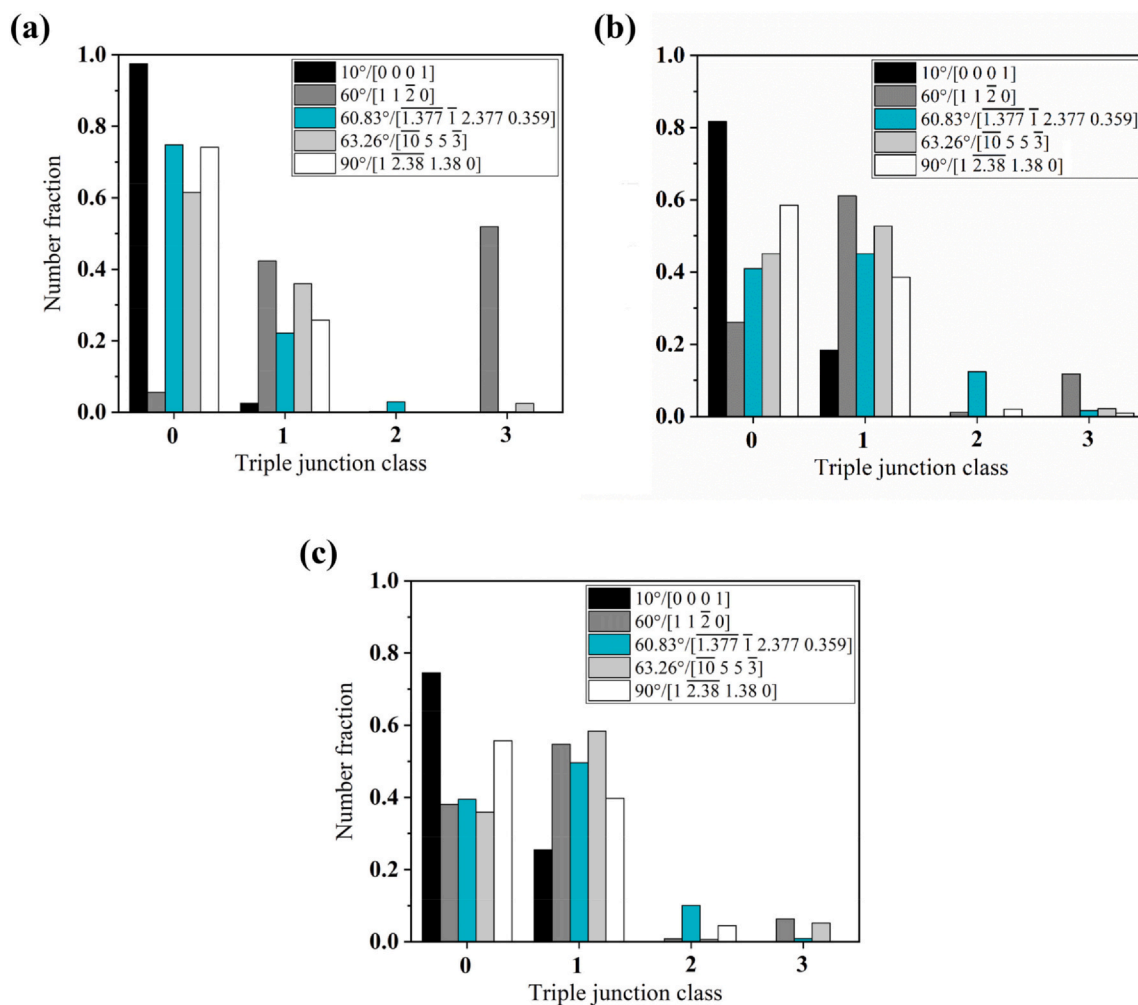 (a)
1.0
0.8
0.6
0.4
0.2
0.0
Number fraction
10°/[0 0 0 1]
60°/[1 1 2̅ 0]
60.83°/[1̅.̅3̅7̅7̅ 1̅ 2.377 0.359]
63.26°/[1̅0̅ 5 5 3̅]
90°/[1 2̅.̅3̅8̅ 1.38 0]
0 1 2 3
Triple junction class
(b)
1.0
0.8
0.6
0.4
0.2
0.0
Number fraction
10°/[0 0 0 1]
60°/[1 1 2̅ 0]
60.83°/[1̅.̅3̅7̅7̅ 1̅ 2.377 0.359]
63.26°/[1̅0̅ 5 5 3̅]
90°/[1 2̅.̅3̅8̅ 1.38 0]
0 1 2 3
Triple junction class
(c)
1.0
0.8
0.6
0.4
0.2
0.0
Number fraction
10°/[0 0 0 1]
60°/[1 1 2̅ 0]
60.83°/[1̅.̅3̅7̅7̅ 1̅ 2.377 0.359]
63.26°/[1̅0̅ 5 5 3̅]
90°/[1 2̅.̅3̅8̅ 1.38 0]
0 1 2 3
Triple junction class